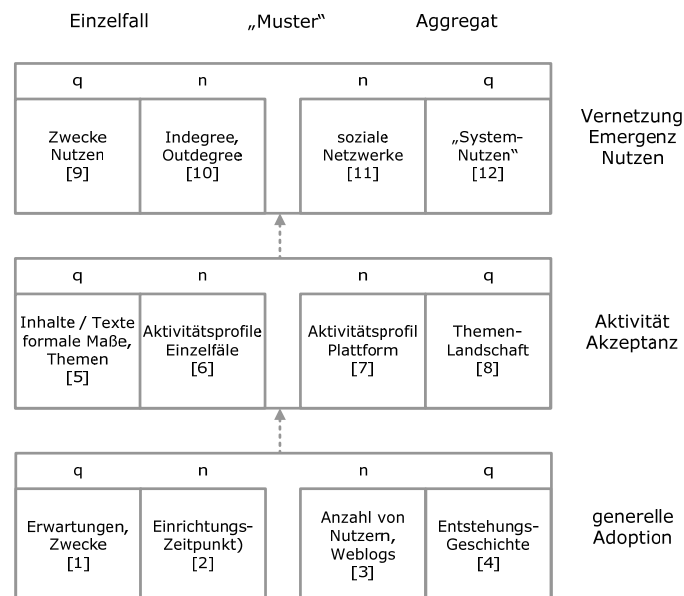 Einzelfall „Muster“ Aggregat
q n n q
Zwecke
Nutzen
[9]
Indegree,
Outdegree
[10]
soziale
Netzwerke
[11]
„System-
Nutzen“
[12]
Vernetzung
Emergenz
Nutzen
q n n q
Inhalte / Texte
formale Maße,
Themen
[5]
Aktivitätsprofile
Einzelfäle
[6]
Aktivitätsprofil
Plattform
[7]
Themen-
Landschaft
[8]
Aktivität
Akzeptanz
q n n q
Erwartungen,
Zwecke
[1]
Einrichtungs-
Zeitpunkt)
[2]
Anzahl von
Nutzern,
Weblogs
[3]
Entstehungs-
Geschichte
[4]
generelle
Adoption